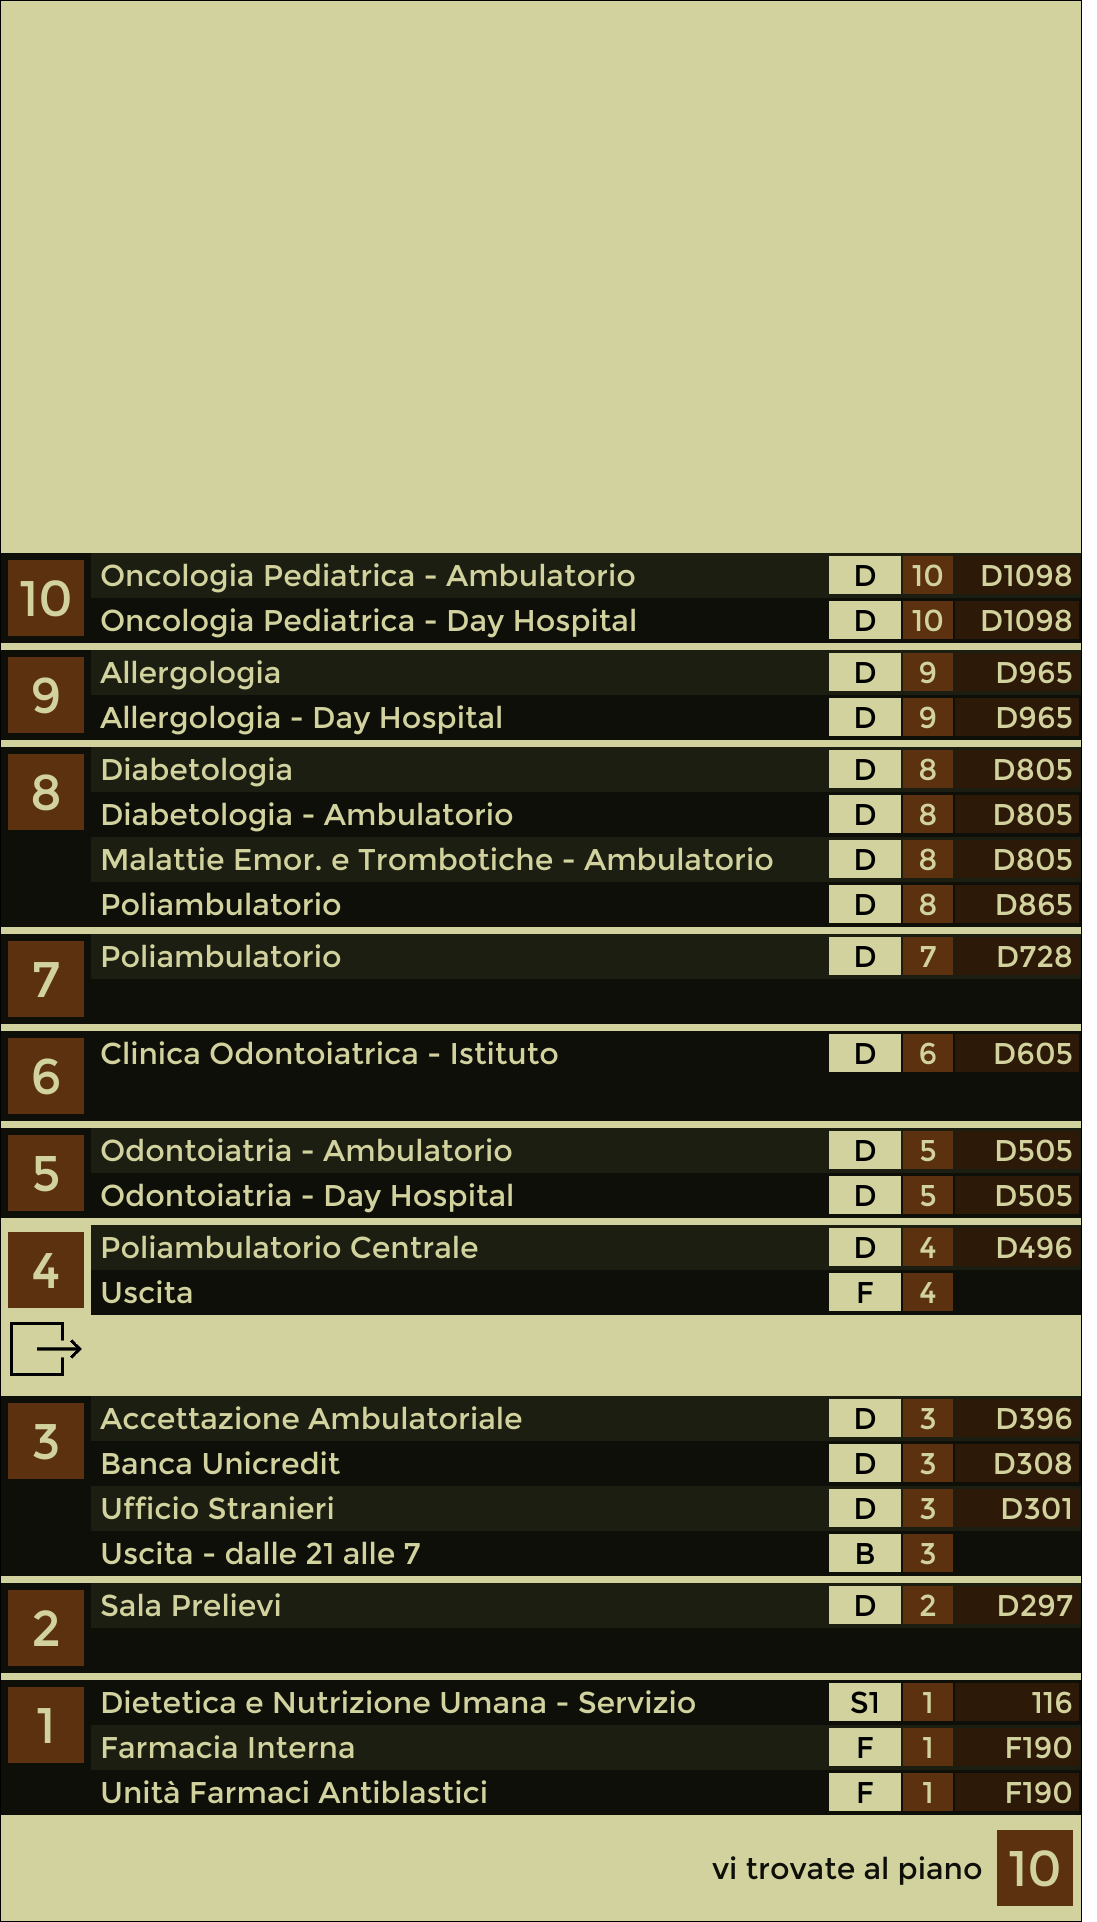 10 Oncologia Pediatrica - Ambulatorio D 10 D1098
Oncologia Pediatrica - Day Hospital D 10 D1098
9 Allergologia D 9 D965
Allergologia - Day Hospital D 9 D965
8 Diabetologia D 8 D805
Diabetologia - Ambulatorio D 8 D805
Malattie Emor. e Trombotiche - Ambulatorio D 8 D805
Poliambulatorio D 8 D865
7 Poliambulatorio D 7 D728
6 Clinica Odontoiatrica - Istituto D 6 D605
5 Odontoiatria - Ambulatorio D 5 D505
Odontoiatria - Day Hospital D 5 D505
4 Poliambulatorio Centrale D 4 D496
Uscita F 4
3 Accettazione Ambulatoriale D 3 D396
Banca Unicredit D 3 D308
Ufficio Stranieri D 3 D301
Uscita - dalle 21 alle 7 B 3
2 Sala Prelievi D 2 D297
1 Dietetica e Nutrizione Umana - Servizio S1 1 116
Farmacia Interna F 1 F190
Unità Farmaci Antiblastici F 1 F190
vi trovate al piano 10